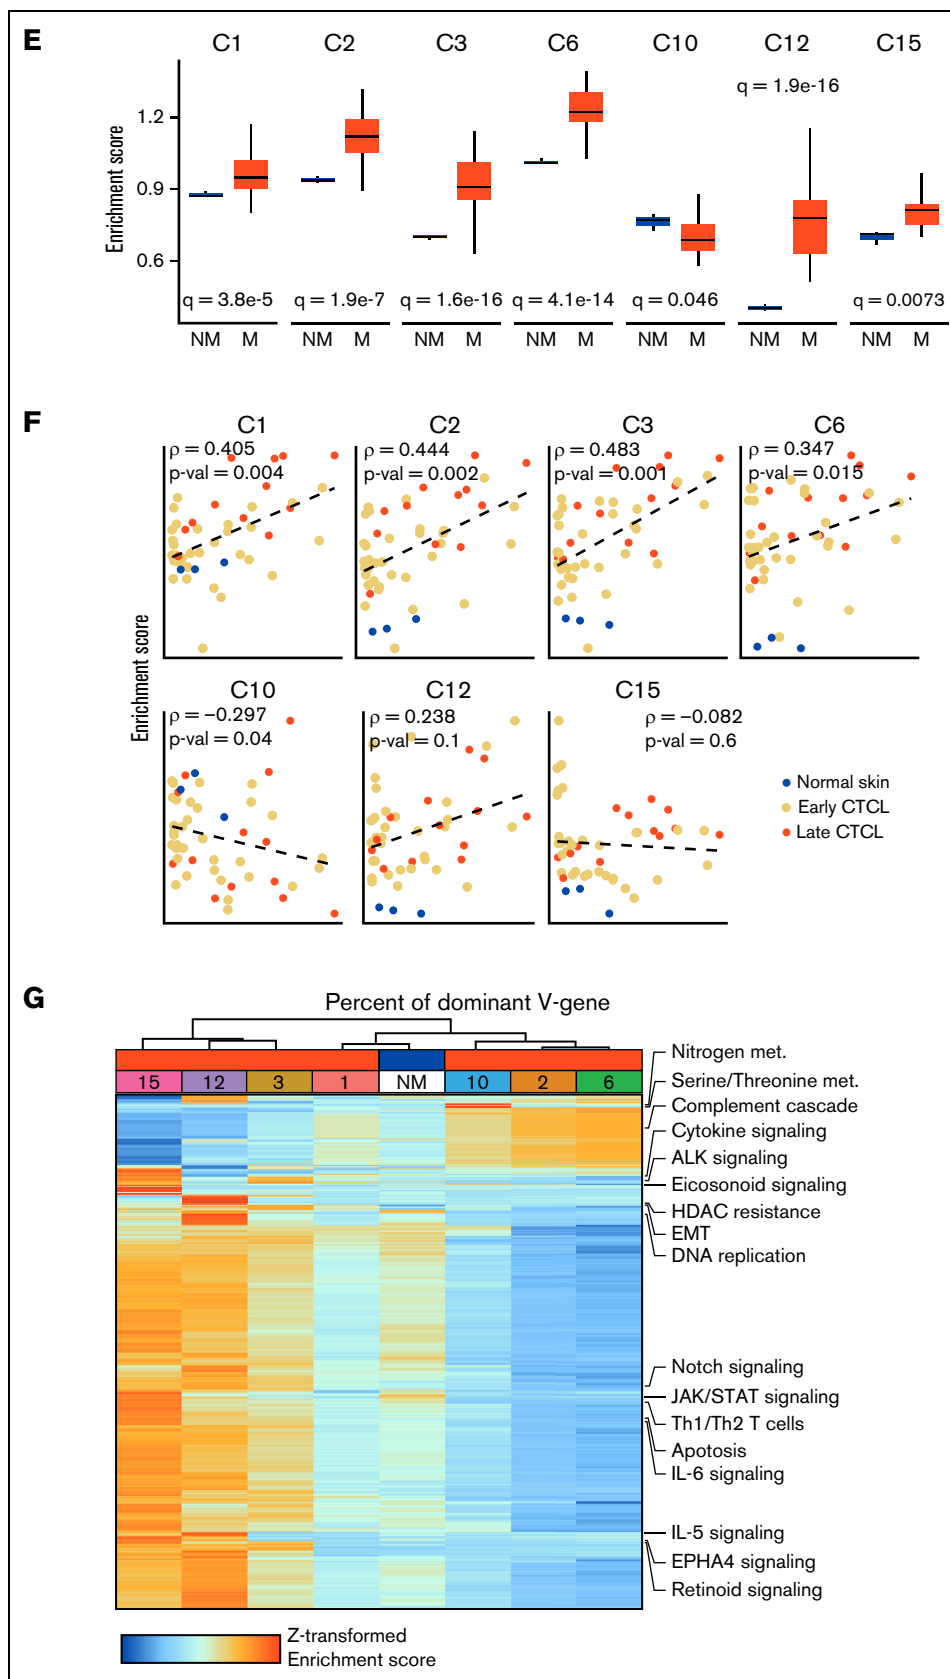 E
C1 C2 C3 C6 C10 C12 C15
q = 1.9e-16
Enrichment score
1.2
0.9
0.6
q = 3.8e-5 q = 1.9e-7 q = 1.6e-16 q = 4.1e-14 q = 0.046 q = 0.0073
NM M NM M NM M NM M NM M NM M NM M
F
C1 C2 C3 C6
ρ = 0.405 ρ = 0.444 ρ = 0.483 ρ = 0.347
p-val = 0.004 p-val = 0.002 p-val = 0.001 p-val = 0.015
Enrichment score
C10 C12 C15
ρ = −0.297 ρ = 0.238 ρ = −0.082
p-val = 0.04 p-val = 0.1 p-val = 0.6
Normal skin
Early CTCL
Late CTCL
G
Percent of dominant V-gene
15 12 3 1 NM 10 2 6
Nitrogen met.
Serine/Threonine met.
Complement cascade
Cytokine signaling
ALK signaling
Eicosonoid signaling
HDAC resistance
EMT
DNA replication
Notch signaling
JAK/STAT signaling
Th1/Th2 T cells
Apotosis
IL-6 signaling
IL-5 signaling
EPHA4 signaling
Retinoid signaling
Z-transformed
Enrichment score